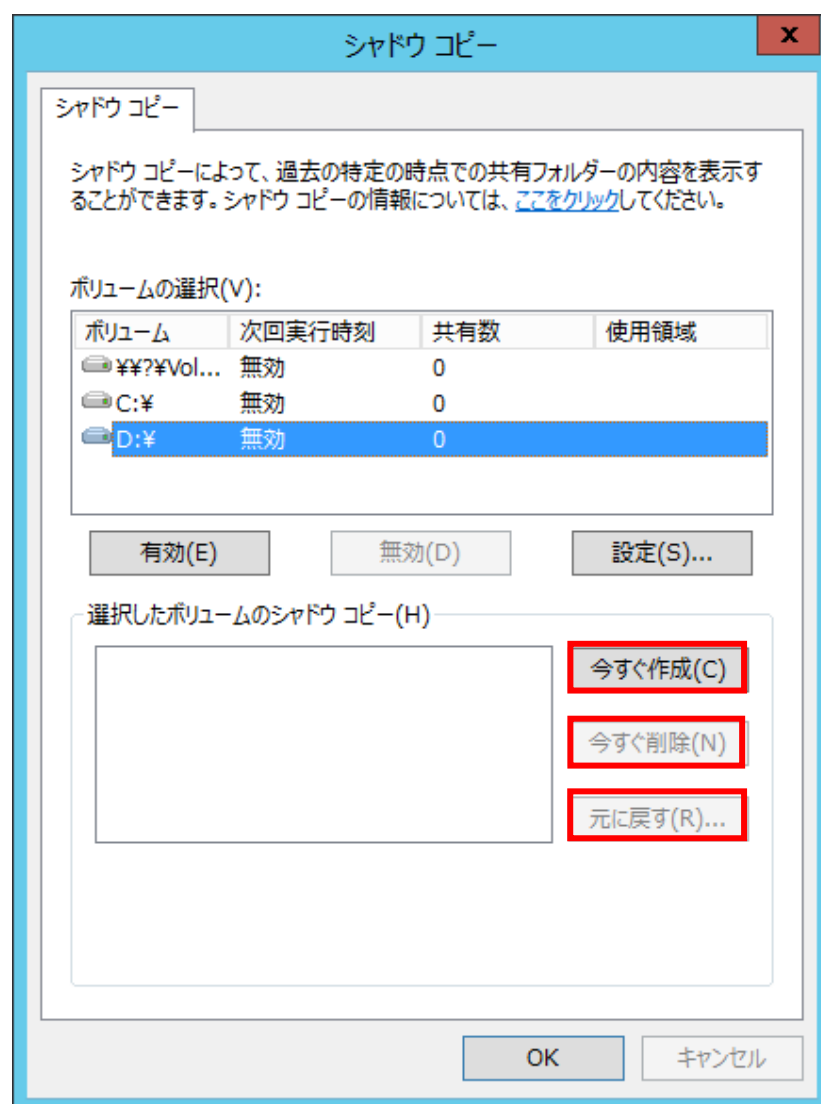 シャドウ コピー
x
シャドウ コピー
シャドウ コピーによって、過去の特定の時点での共有フォルダーの内容を表示す
ることができます。シャドウ コピーの情報については、ここをクリックしてください。
ボリュームの選択(V):
ボリューム 次回実行時刻 共有数 使用領域
¥¥?¥Vol... 無効 0
C:¥ 無効 0
D:¥ 無効 0
有効(E) 無効(D) 設定(S)...
選択したボリュームのシャドウ コピー(H)
今すぐ作成(C)
今すぐ削除(N)
元に戻す(R)...
OK キャンセル